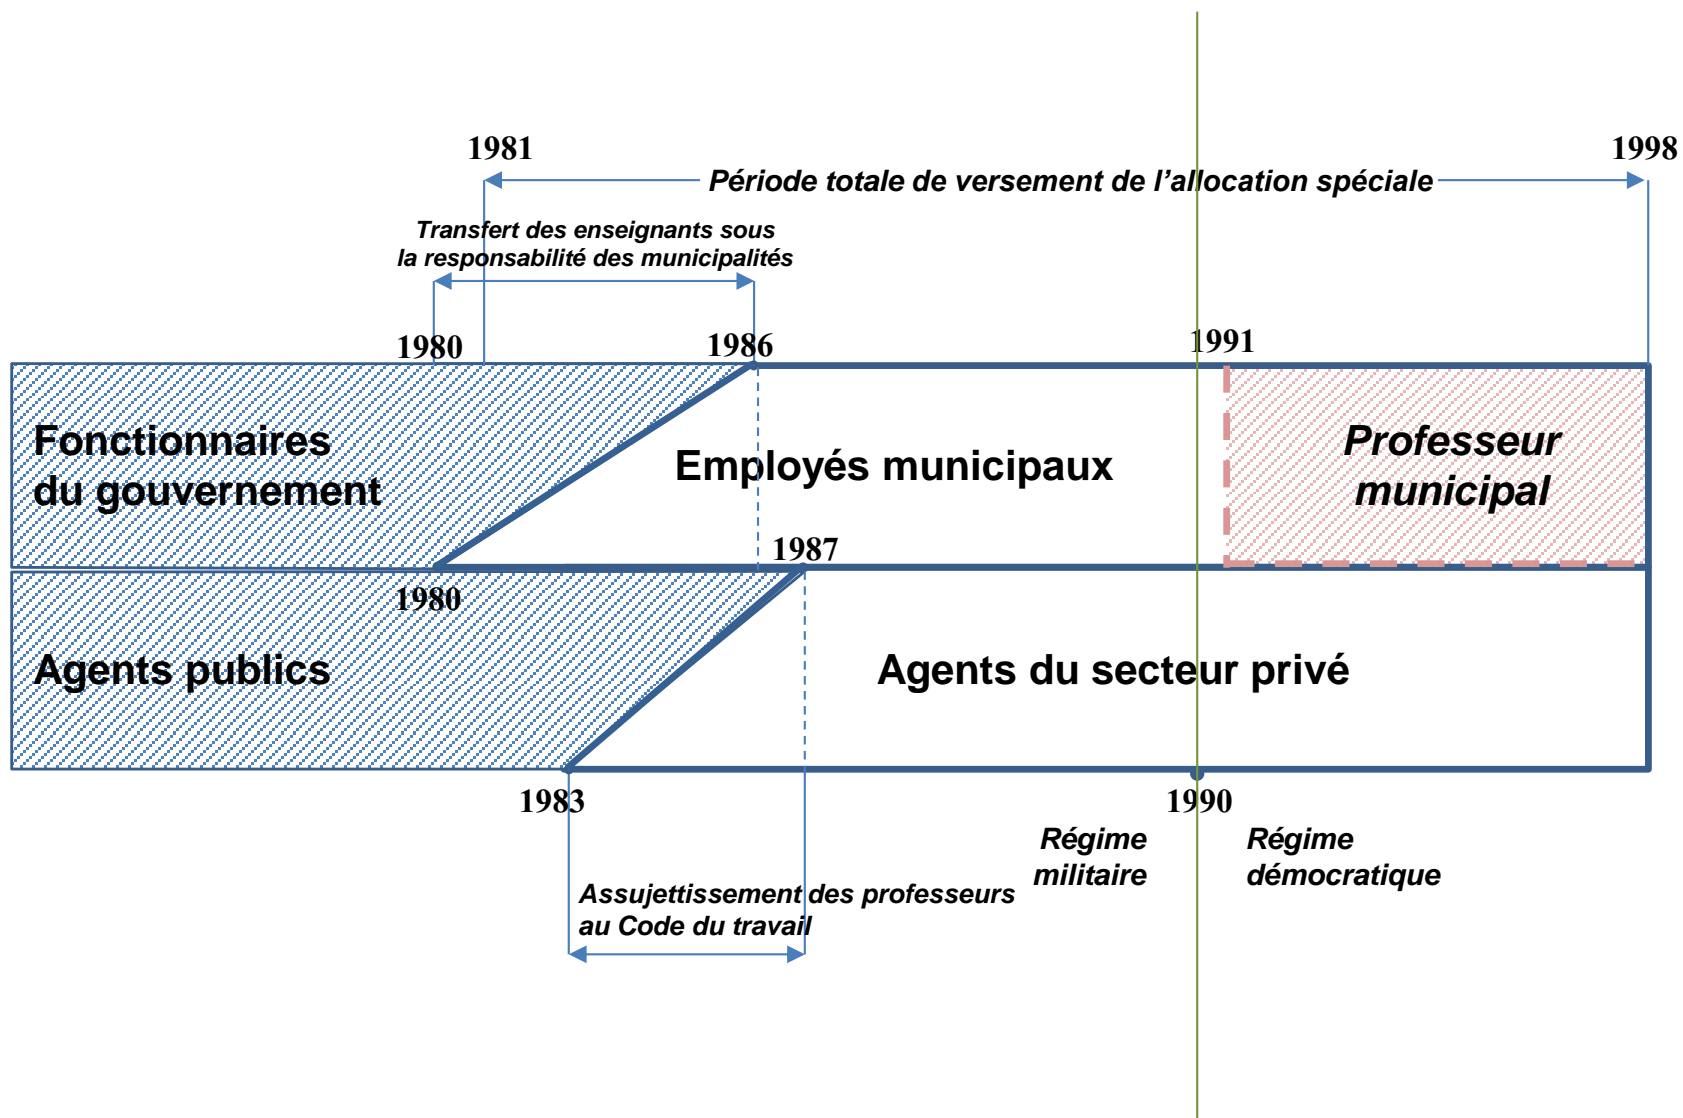 1981
1998
Période totale de versement de l’allocation spéciale
Transfert des enseignants sous
la responsabilité des municipalités
1980
1986
1991
Fonctionnaires
du gouvernement
Employés municipaux
Professeur
municipal
1987
1980
Agents publics
Agents du secteur privé
1983
1990
Régime
militaire
Régime
démocratique
Assujettissement des professeurs
au Code du travail